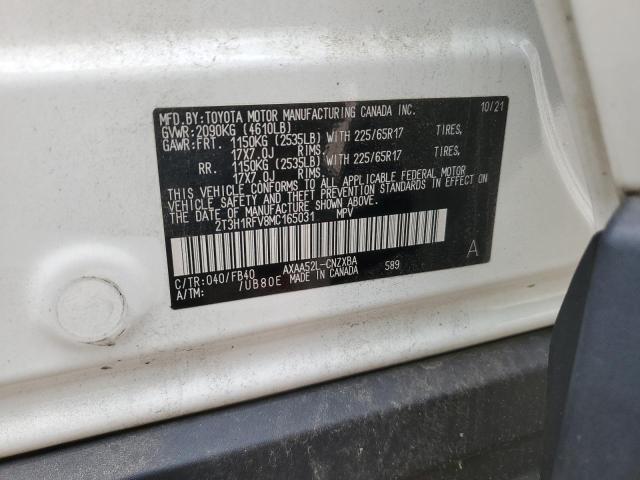 MFD.BY:TOYOTA MOTOR MANUFACTURING CANADA INC. 10/21
GVWR:2090KG (4610LB)
GAWR:FRT. 1150KG (2535LB) WITH 225/65R17 TIRES,
17X7.0J RIMS.
RR. 1150KG (2535LB) WITH 225/65R17 TIRES,
17X7.0J RIMS.
THIS VEHICLE CONFORMS TO ALL APPLICABLE FEDERAL MOTOR
VEHICLE SAFETY AND THEFT PREVENTION STANDARDS IN EFFECT
ON THE DATE OF MANUFACTURE SHOWN ABOVE.
2T3H1RFV8MC165031 MPV
C/TR:040/FB40 AXAA52L-CNZXBA 589 A
A/TM: /UB80E MADE IN CANADA